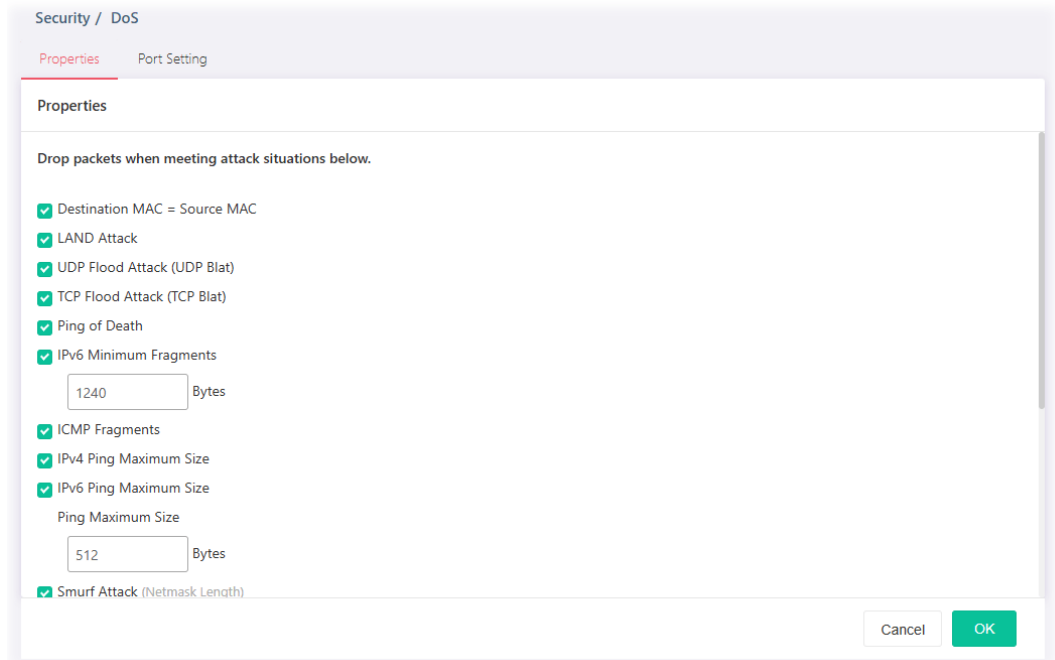 Security / DoS
Properties Port Setting
Properties
Drop packets when meeting attack situations below.
Destination MAC = Source MAC
LAND Attack
UDP Flood Attack (UDP Blat)
TCP Flood Attack (TCP Blat)
Ping of Death
IPv6 Minimum Fragments
1240 Bytes
ICMP Fragments
IPv4 Ping Maximum Size
IPv6 Ping Maximum Size
Ping Maximum Size
512 Bytes
Smurf Attack (Netmask Length)
Cancel OK